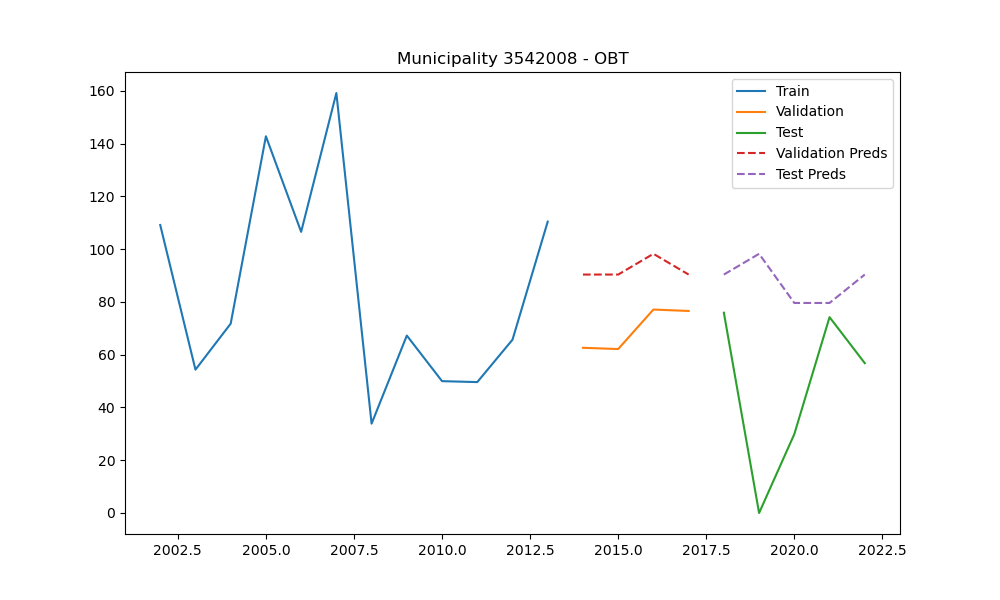 Municipality 3542008 - OBT
160
140
120
100
80
60
40
20
0
2002.5 2005.0 2007.5 2010.0 2012.5 2015.0 2017.5 2020.0 2022.5
Train
Validation
Test
Validation Preds
Test Preds